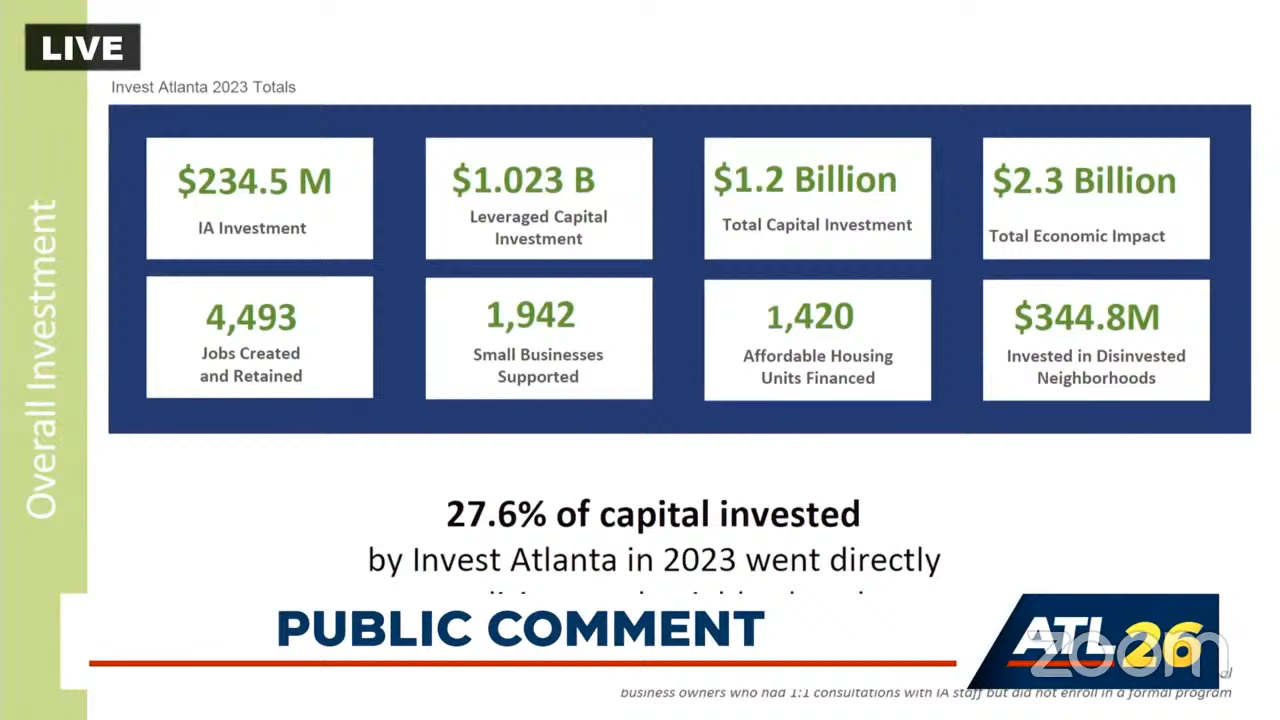 LIVE
Invest Atlanta 2023 Totals
Overall Investment
$234.5 M
IA Investment
$1.023 B
Leveraged Capital
Investment
$1.2 Billion
Total Capital Investment
$2.3 Billion
Total Economic Impact
4,493
Jobs Created
and Retained
1,942
Small Businesses
Supported
1,420
Affordable Housing
Units Financed
$344.8M
Invested in Disinvested
Neighborhoods
27.6% of capital invested
by Invest Atlanta in 2023 went directly
PUBLIC COMMENT
ATL 26
zoom
business owners who had 1:1 consultations with IA staff but did not enroll in a formal program